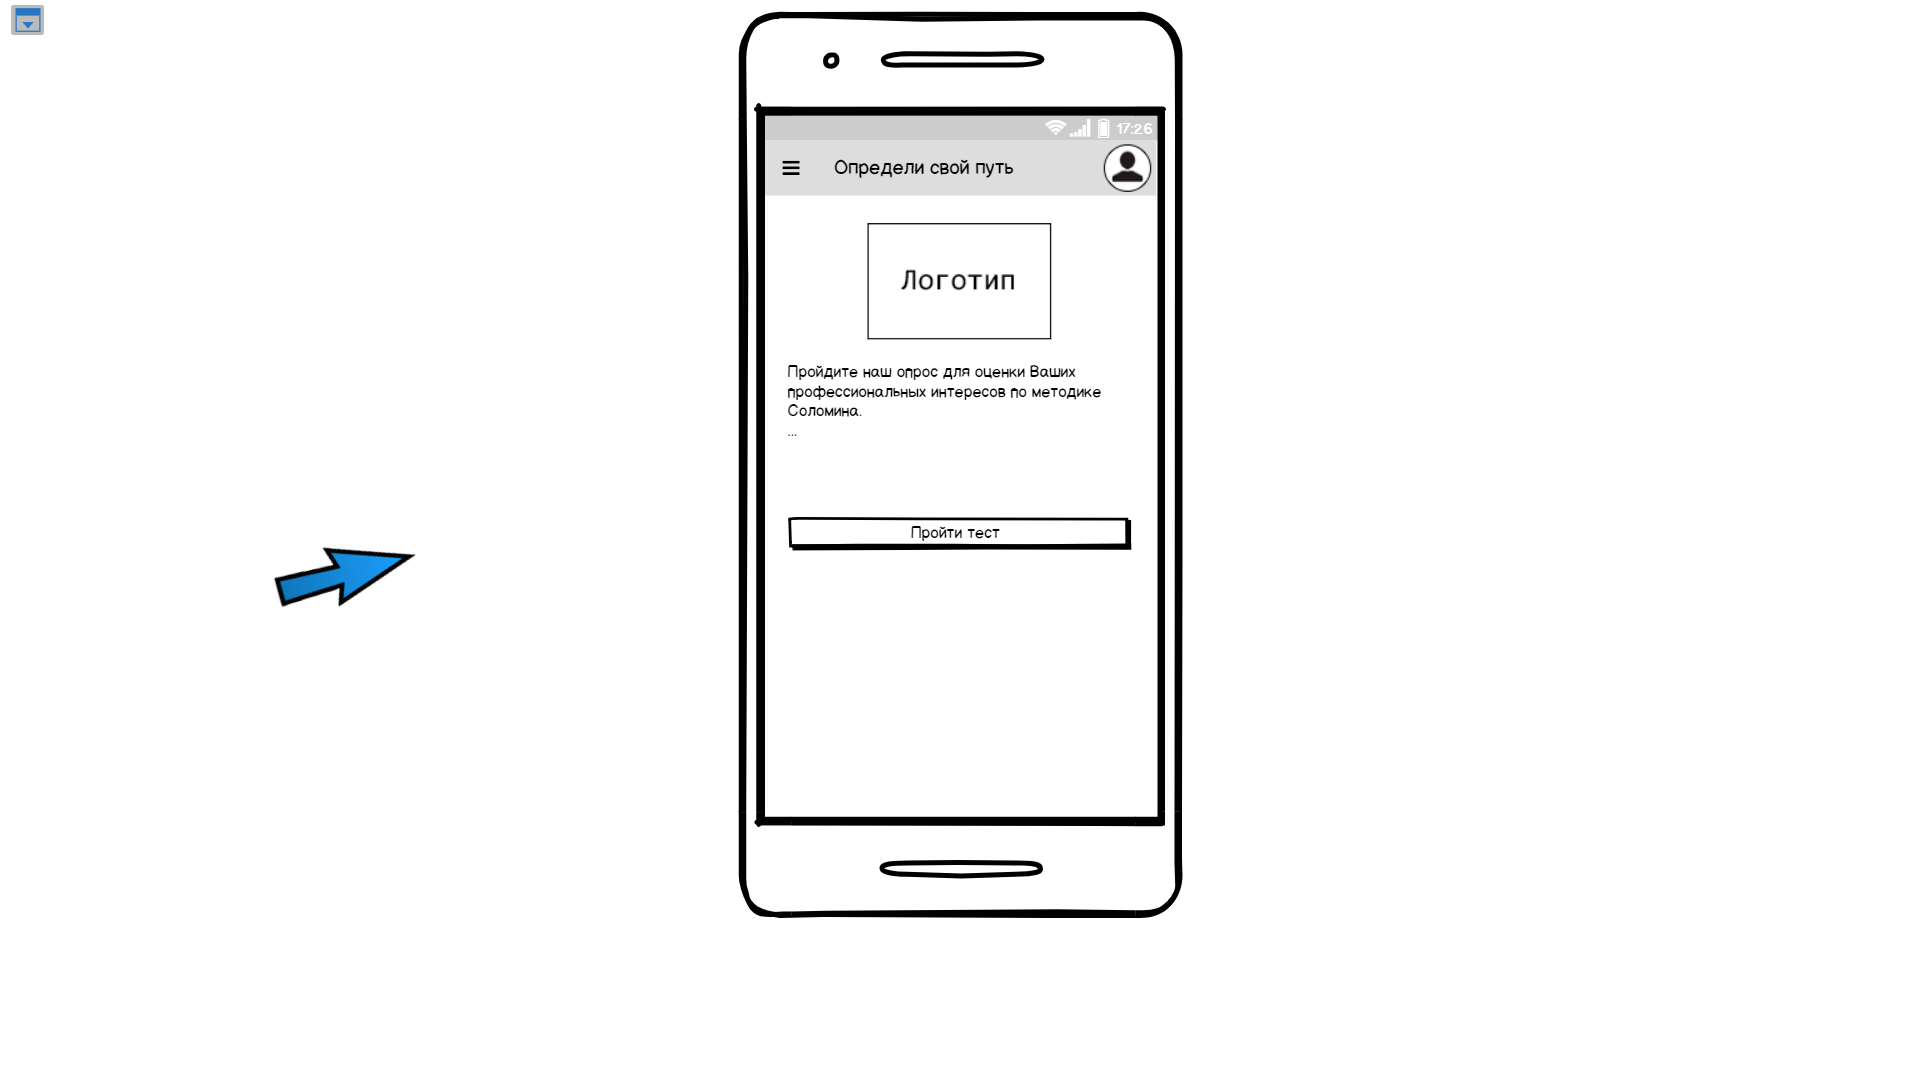 17:26
Определи свой путь
Логотип
Пройдите наш опрос для оценки Ваших
профессиональных интересов по методике
Соломина.
...
Пройти тест